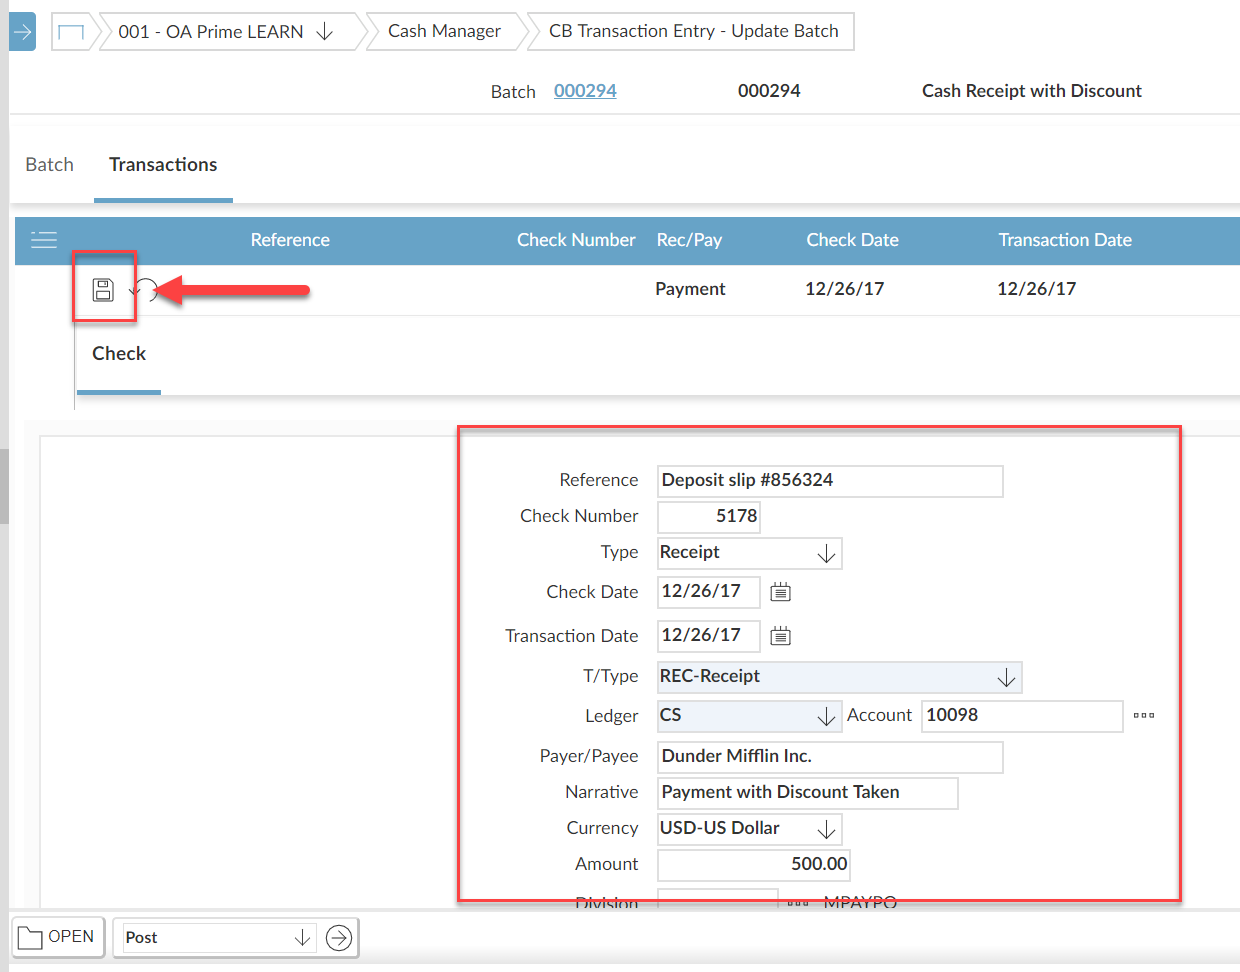 001 - OA Prime LEARN Cash Manager CB Transaction Entry - Update Batch
Batch 000294 000294 Cash Receipt with Discount
Batch Transactions
Reference Check Number Rec/Pay Check Date Transaction Date
Payment 12/26/17 12/26/17
Check
Reference Deposit slip #856324
Check Number 5178
Type Receipt
Check Date 12/26/17
Transaction Date 12/26/17
T/Type REC-Receipt
Ledger CS Account 10098
Payer/Payee Dunder Mifflin Inc.
Narrative Payment with Discount Taken
Currency USD-US Dollar
Amount 500.00
Division MPAYPO
OPEN Post